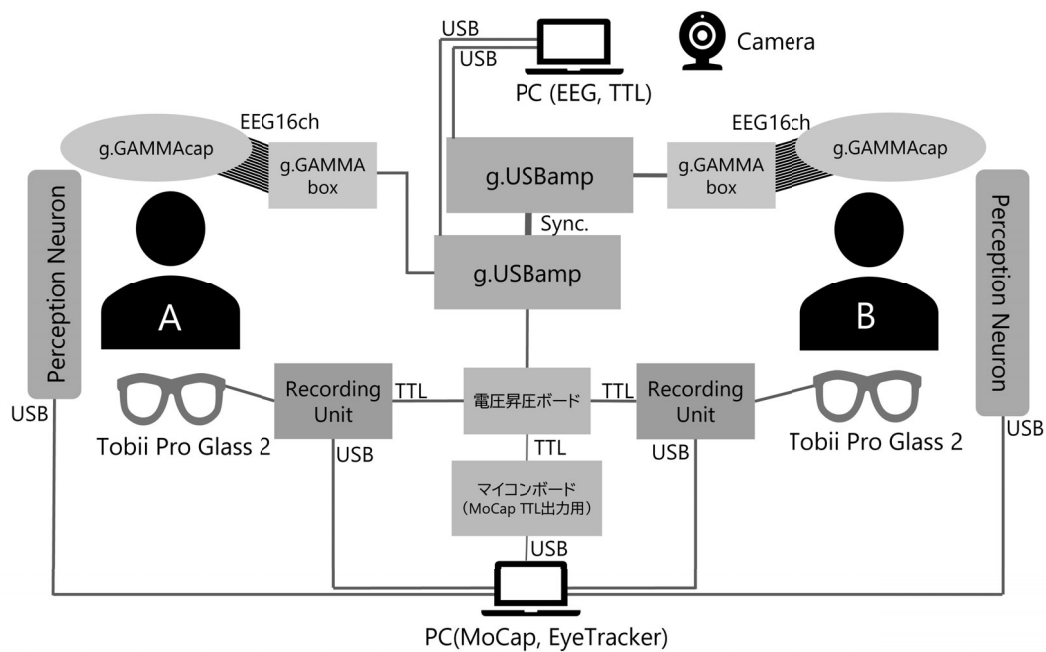 USB
USB
Camera
PC (EEG, TTL)
EEG16ch
EEG16ch
g.GAMMAcap
g.GAMMA
box
g.USBamp
g.GAMMA
box
g.GAMMAcap
Perception Neuron
Sync.
g.USBamp
Perception Neuron
A
B
Recording
Unit
TTL
電圧昇圧ボード
TTL
Recording
Unit
USB
Tobii Pro Glass 2
USB
TTL
USB
Tobii Pro Glass 2
USB
マイコンボード
(MoCap TTL出力用)
USB
PC(MoCap, EyeTracker)